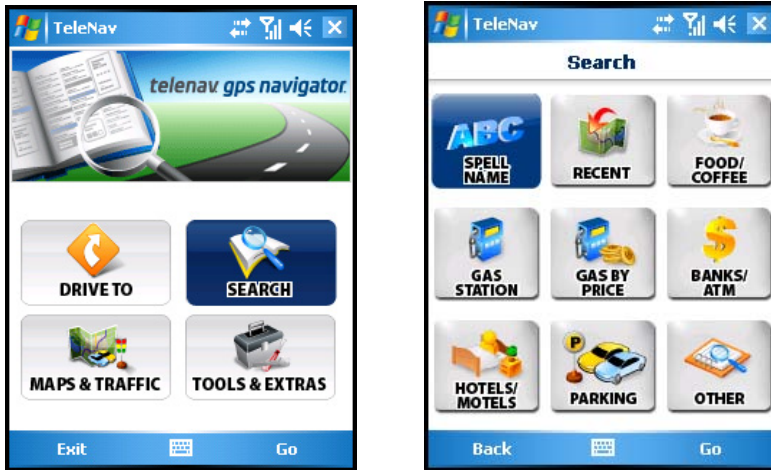 TeleNav
telenav gps navigator
DRIVE TO
SEARCH
MAPS & TRAFFIC
TOOLS & EXTRAS
Exit
Go
TeleNav
Search
ABC
SPELL
NAME
RECENT
FOOD/
COFFEE
GAS
STATION
GAS BY
PRICE
$
BANKS/
ATM
HOTELS/
MOTELS
P
PARKING
OTHER
Back
Go